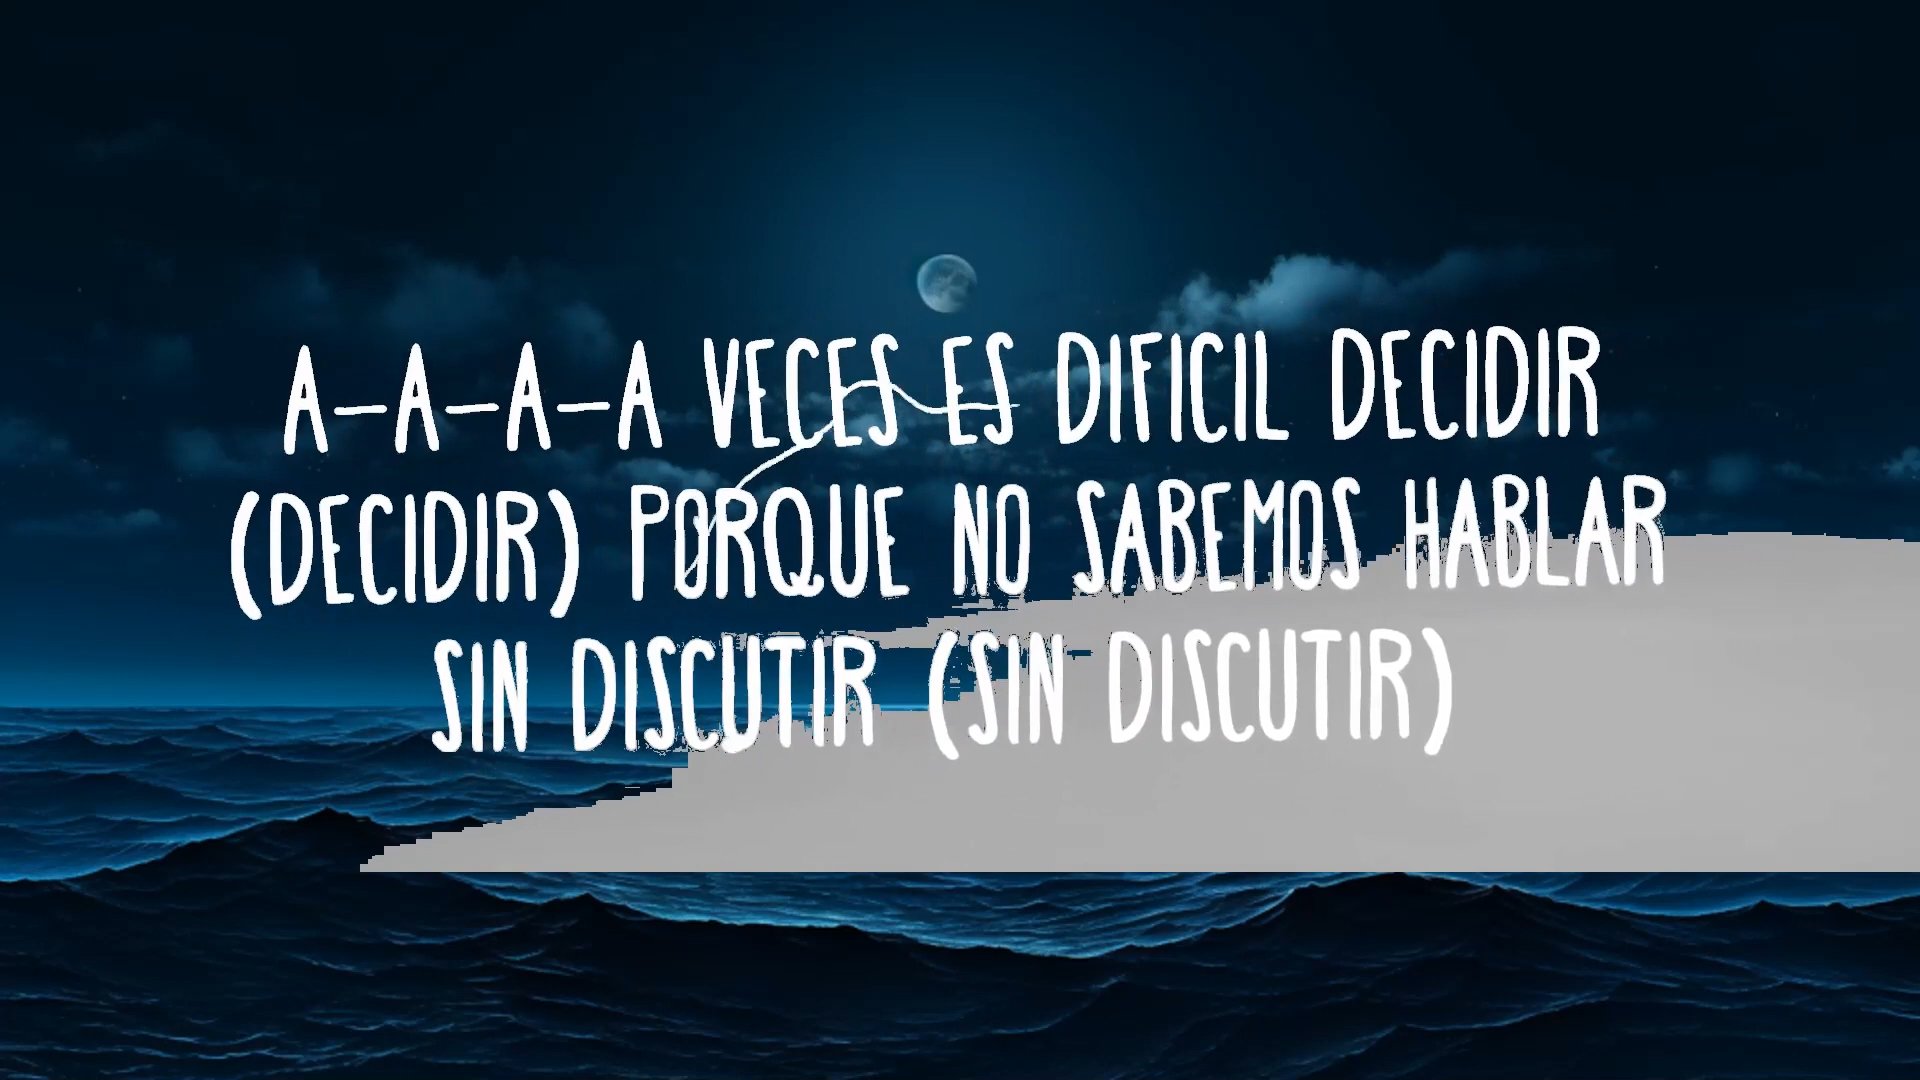 A-A-A-A VECES ES DIFICIL DECIDIR
(DECIDIR) PORQUE NO SABEMOS HABLAR
SIN DISCUTIR (SIN DISCUTIR)